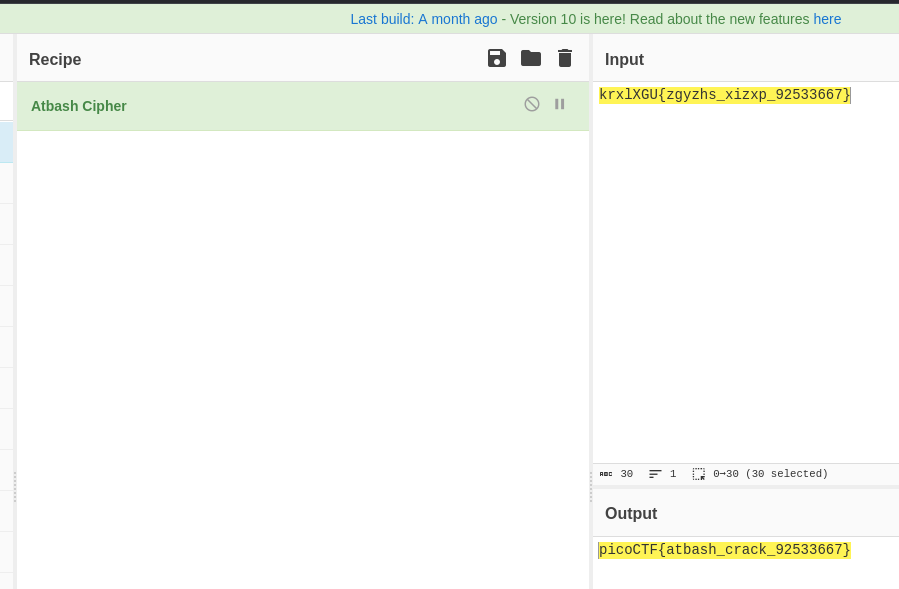 Last build: A month ago - Version 10 is here! Read about the new features here
Recipe
Input
Atbash Cipher
krxlXGU{zgyzhs_xizxp_92533667}
ABC 30 1 0→30 (30 selected)
Output
picoCTF{atbash_crack_92533667}